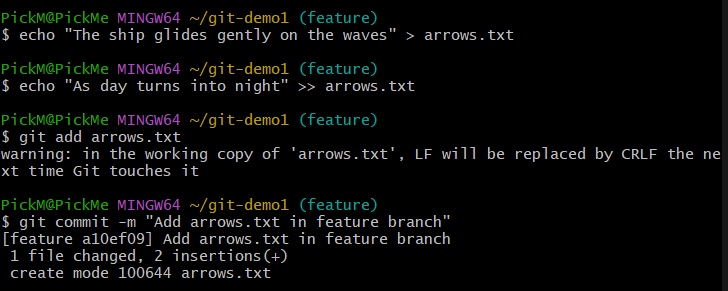 PickM@PickMe MINGW64 ~/git-demo1 (feature)
$ echo "The ship glides gently on the waves" > arrows.txt
PickM@PickMe MINGW64 ~/git-demo1 (feature)
$ echo "As day turns into night" >> arrows.txt
PickM@PickMe MINGW64 ~/git-demo1 (feature)
$ git add arrows.txt
warning: in the working copy of 'arrows.txt', LF will be replaced by CRLF the ne
xt time Git touches it
PickM@PickMe MINGW64 ~/git-demo1 (feature)
$ git commit -m "Add arrows.txt in feature branch"
[feature a10ef09] Add arrows.txt in feature branch
 1 file changed, 2 insertions(+)
 create mode 100644 arrows.txt